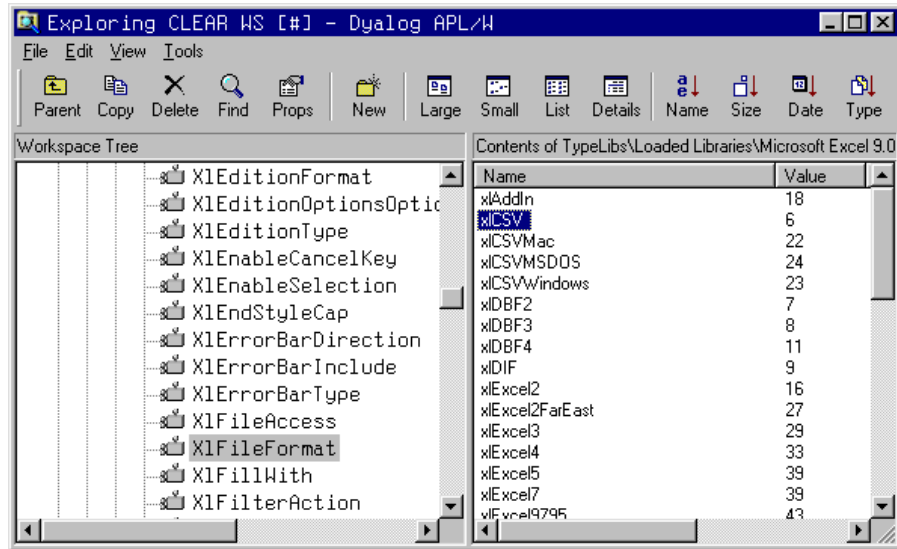 Exploring CLEAR WS [#] - Dyalog APL/W
File Edit View Tools
Parent Copy Delete Find Props New Large Small List Details Name Size Date Type
Workspace Tree
Contents of TypeLibs\Loaded Libraries\Microsoft Excel 9.0
XlEditionFormat
XlEditionOptionsOptio
XlEditionType
XlEnableCancelKey
XlEnableSelection
XlEndStyleCap
XlErrorBarDirection
XlErrorBarInclude
XlErrorBarType
XlFileAccess
XlFileFormat
XlFillWith
XlFilterAction
Name Value
xlAddIn 18
xlCSV 6
xlCSVMac 22
xlCSVMSDOS 24
xlCSVWindows 23
xlDBF2 7
xlDBF3 8
xlDBF4 11
xlDIF 9
xlExcel2 16
xlExcel2FarEast 27
xlExcel3 29
xlExcel4 33
xlExcel5 39
xlExcel7 39
xlExcel9795 43